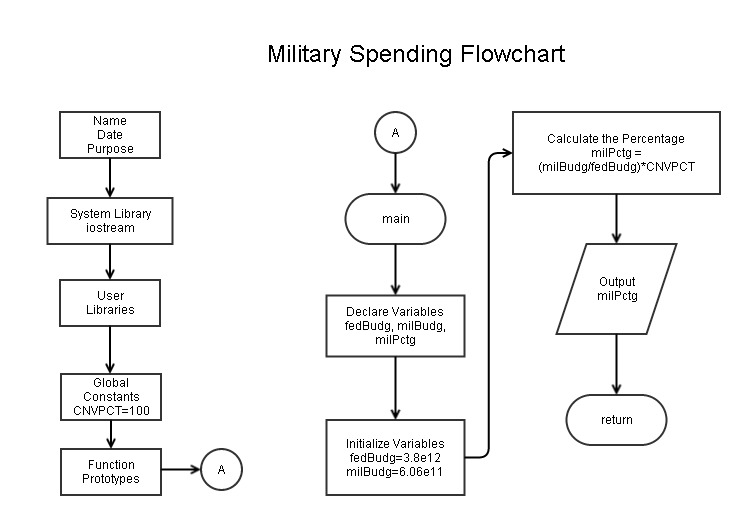 Military Spending Flowchart
Name
Date
Purpose
System Library
iostream
User
Libraries
Global
Constants
CNVPCT=100
Function
Prototypes
A
A
main
Declare Variables
fedBudg, milBudg,
milPctg
Initialize Variables
fedBudg=3.8e12
milBudg=6.06e11
Calculate the Percentage
milPctg =
(milBudg/fedBudg)*CNVPCT
Output
milPctg
return